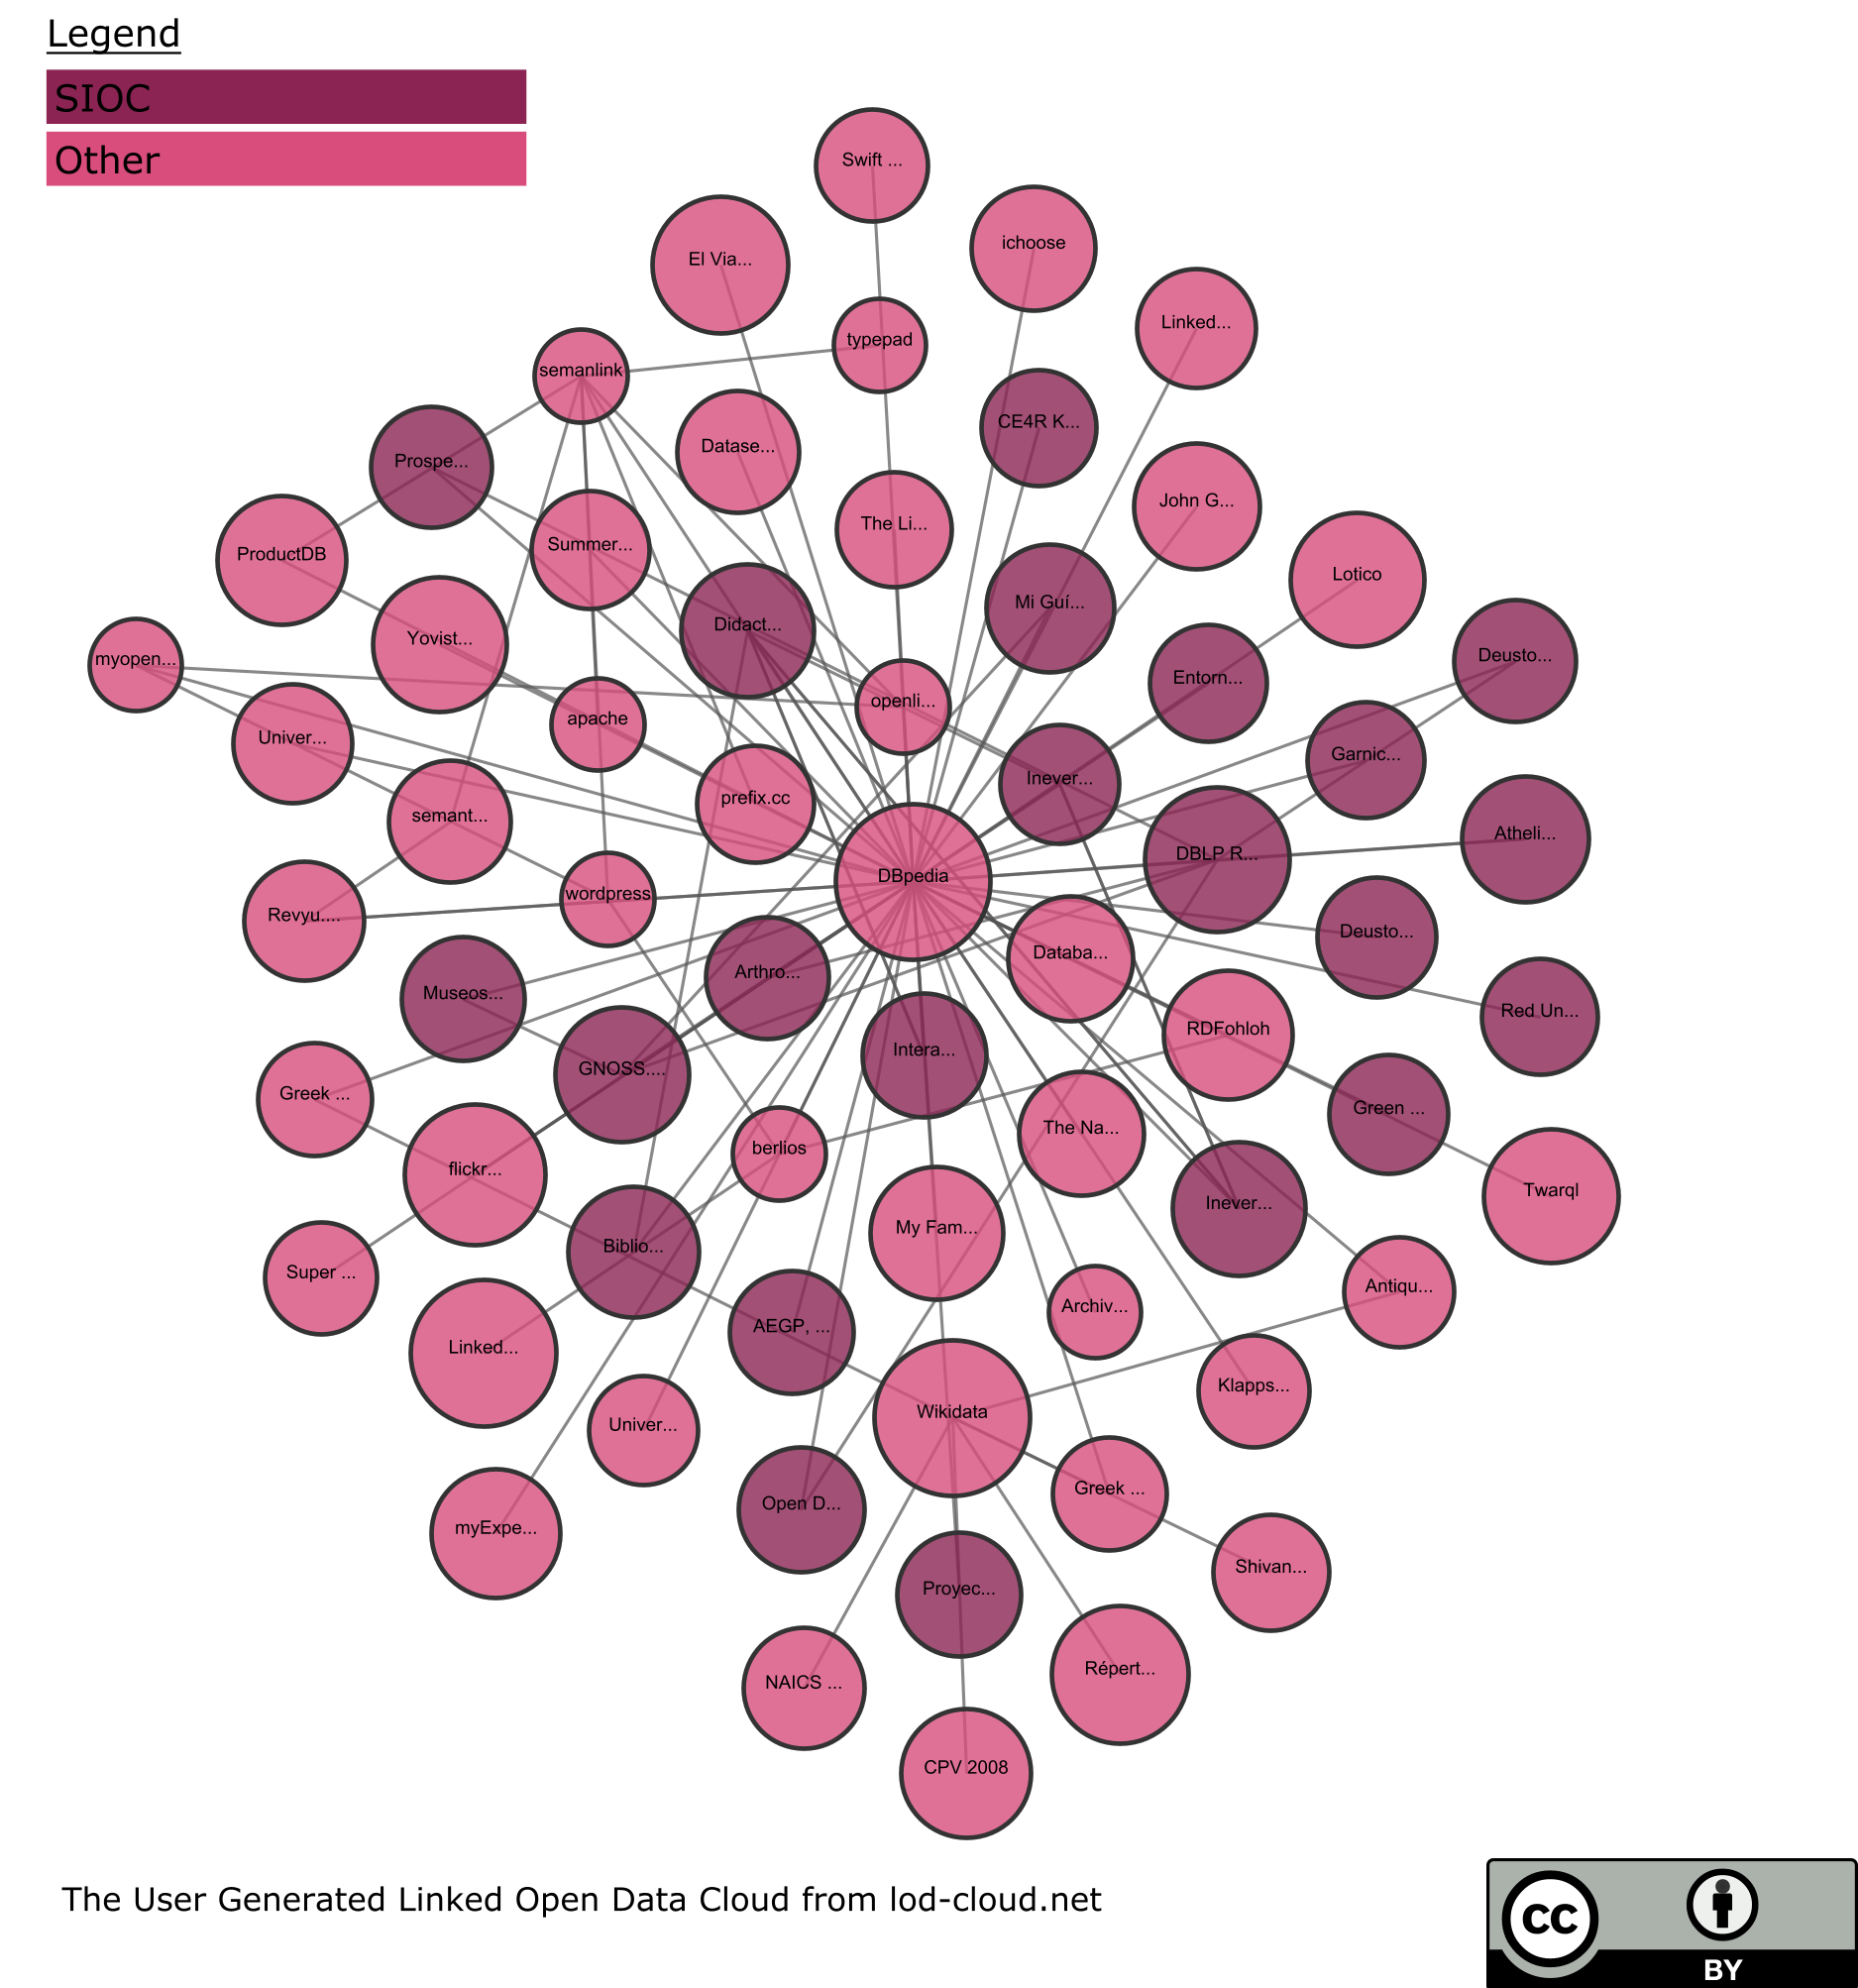 Legend
SIOC
Other
Swift ...
ichoose
El Via...
Linked...
typepad
semanlink
CE4R K...
Datase...
Prospe...
John G...
The Li...
Summer...
ProductDB
Lotico
Mi Guí...
Didact...
Yovist...
myopen...
Deusto...
Entorn...
openli...
apache
Univer...
Garnic...
Inever...
prefix.cc
semant...
Atheli...
DBLP R...
DBpedia
wordpress
Revyu....
Deusto...
Databa...
Arthro...
Museos...
Red Un...
RDFohloh
Intera...
GNOSS....
Greek ...
Green ...
The Na...
berlios
flickr...
Twarql
Inever...
My Fam...
Biblio...
Super ...
Antiqu...
Archiv...
AEGP, ...
Linked...
Klapps...
Wikidata
Univer...
Greek ...
Open D...
myExpe...
Shivan...
Proyec...
Répert...
NAICS ...
CPV 2008
The User Generated Linked Open Data Cloud from lod-cloud.net
cc
BY